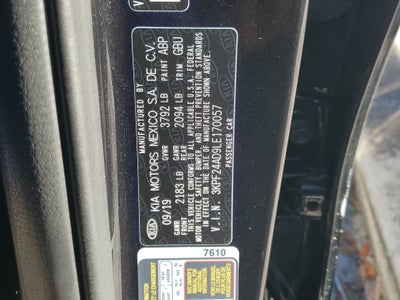 MANUFACTURED BY
KIA MOTORS MEXICO S.A. DE C.V.
09/19 GVWR 3792 LB PAINT ABP
GAWR FRONT 2183 LB GAWR REAR 2094 LB TRIM GBU
THIS VEHICLE CONFORMS TO ALL APPLICABLE U.S.A. FEDERAL
MOTOR VEHICLE SAFETY, BUMPER, AND THEFT PREVENTION STANDARDS
IN EFFECT ON THE DATE OF MANUFACTURE SHOWN ABOVE.
V.I.N. 3KPF24AD9LE170057
PASSENGER CAR
KIA
7610
INFORMATION